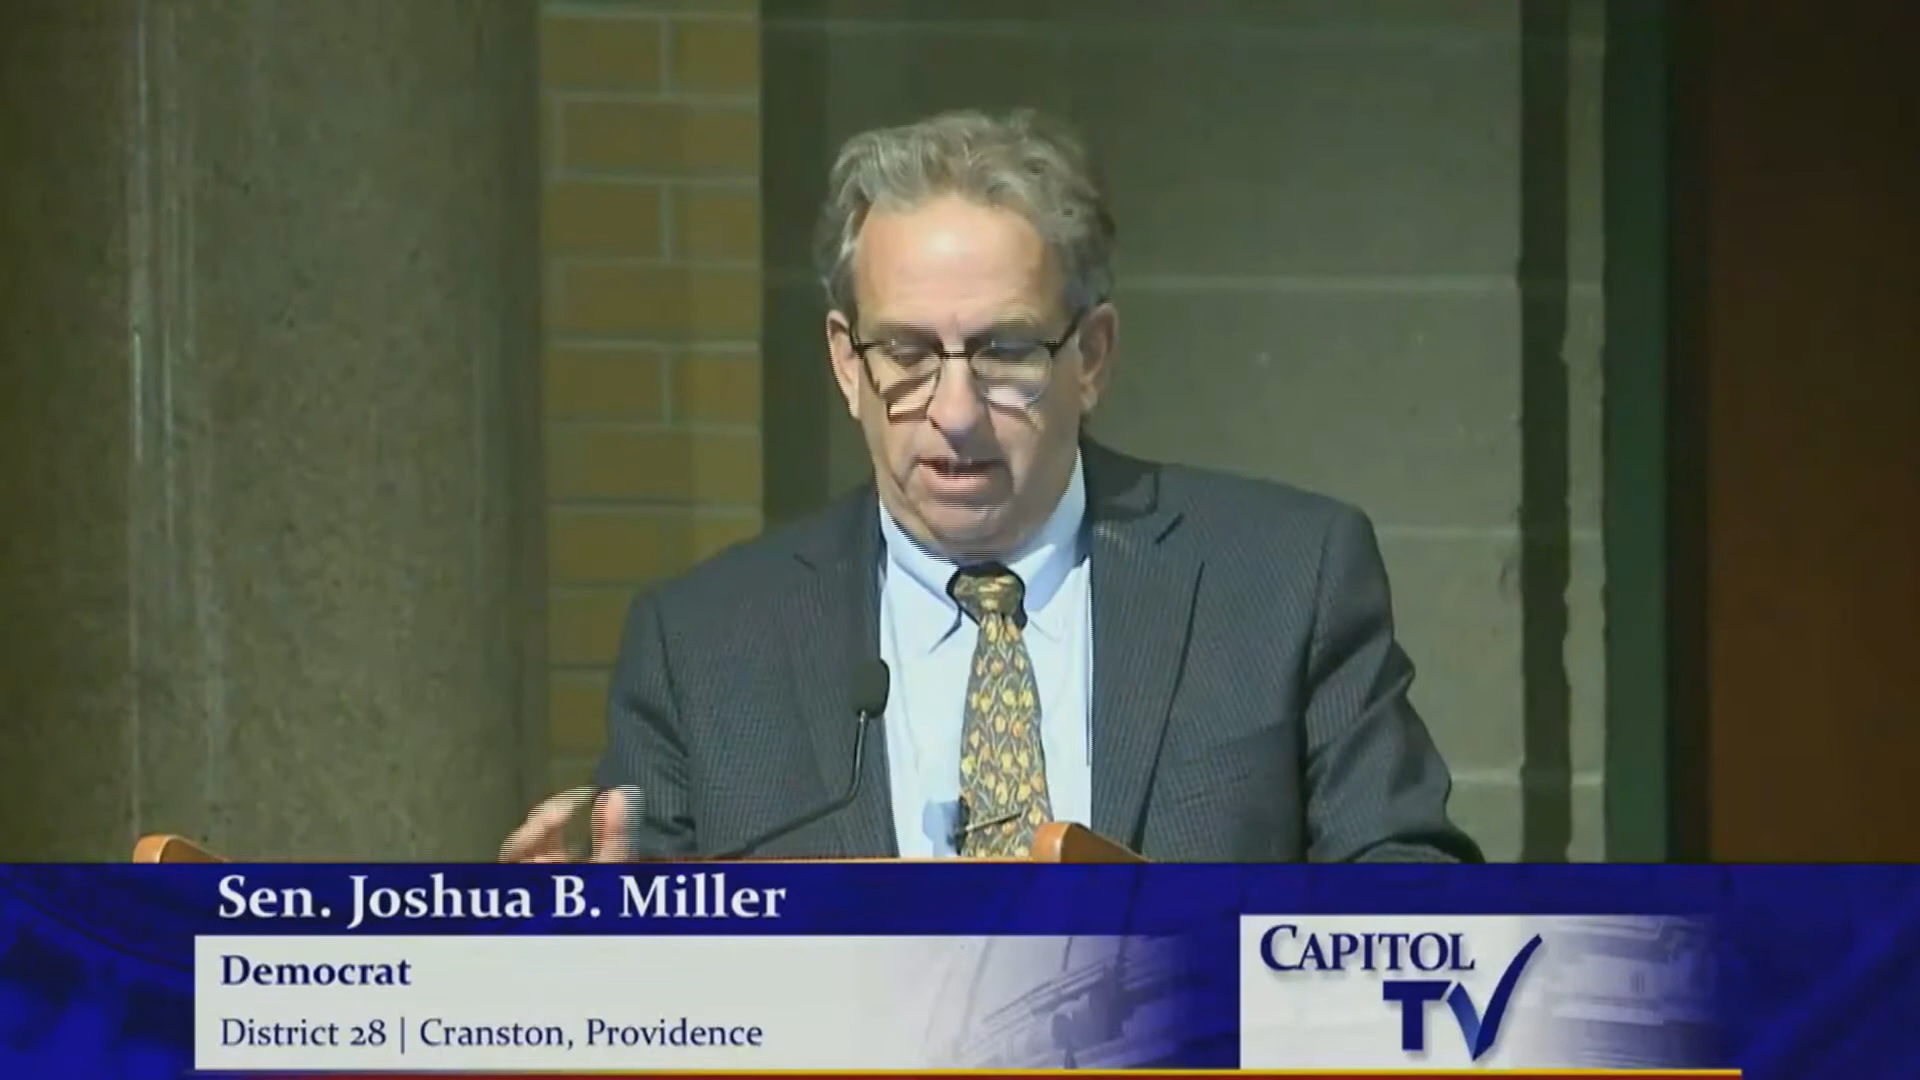 Sen. Joshua B. Miller
Democrat
District 28 | Cranston, Providence
CAPITOL
TV